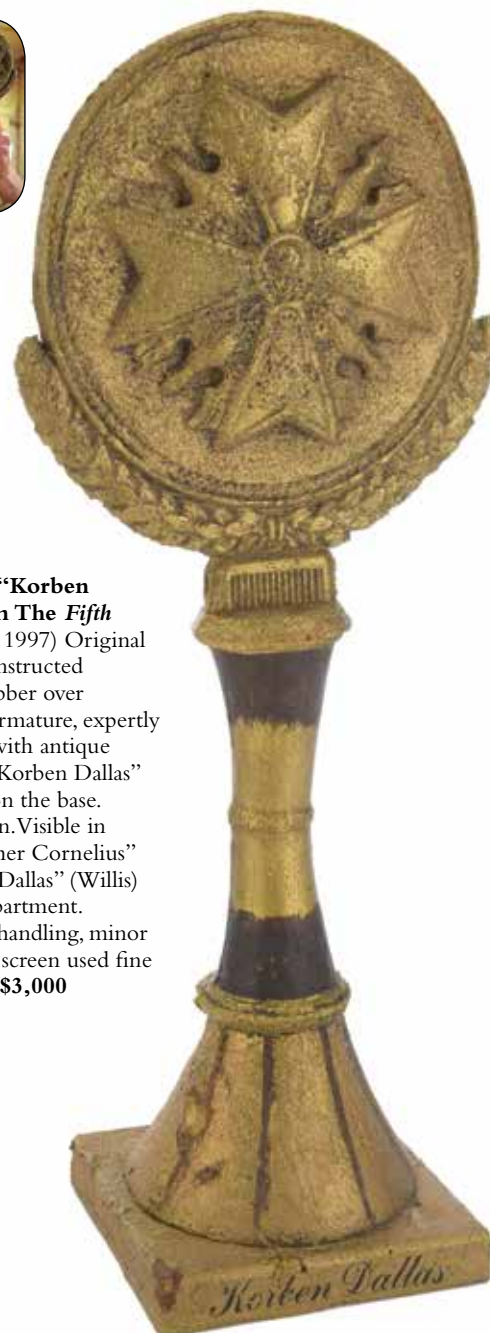 “Korben
n The Fifth
1997) Original
nstructed
bber over
rmature, expertly
with antique
Korben Dallas”
on the base.
n.Visible in
her Cornelius”
Dallas” (Willis)
partment.
handling, minor
screen used fine
$3,000
Korben Dallas